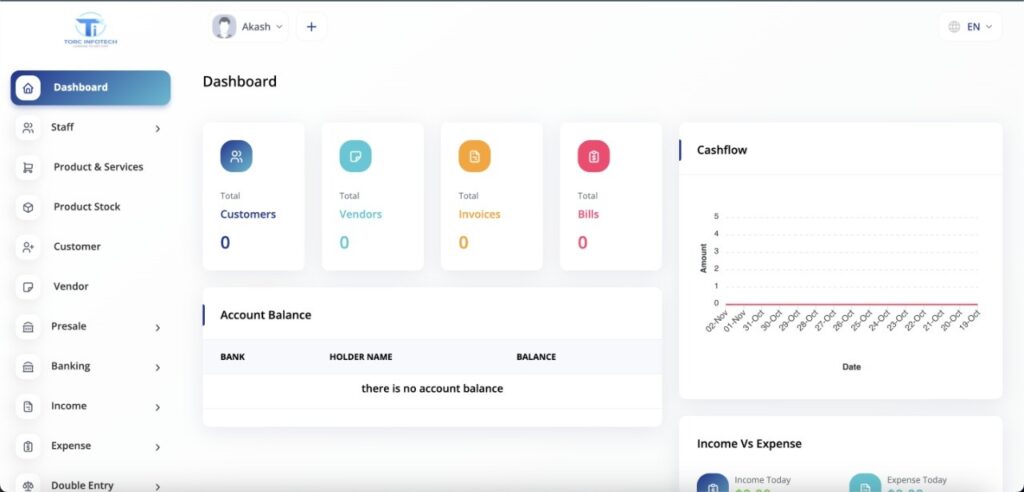 TORC INFOTECH
Akash
EN
Dashboard
Staff
Product & Services
Product Stock
Customer
Vendor
Presale
Banking
Income
Expense
Double Entry
Dashboard
Total
Customers
0
Total
Vendors
0
Total
Invoices
0
Total
Bills
0
Account Balance
BANK HOLDER NAME BALANCE
there is no account balance
Cashflow
Amount
5
4
3
2
1
0
02-Nov
01-Nov
31-Oct
30-Oct
29-Oct
28-Oct
27-Oct
26-Oct
25-Oct
24-Oct
23-Oct
22-Oct
21-Oct
20-Oct
19-Oct
Date
Income Vs Expense
Income Today
Expense Today